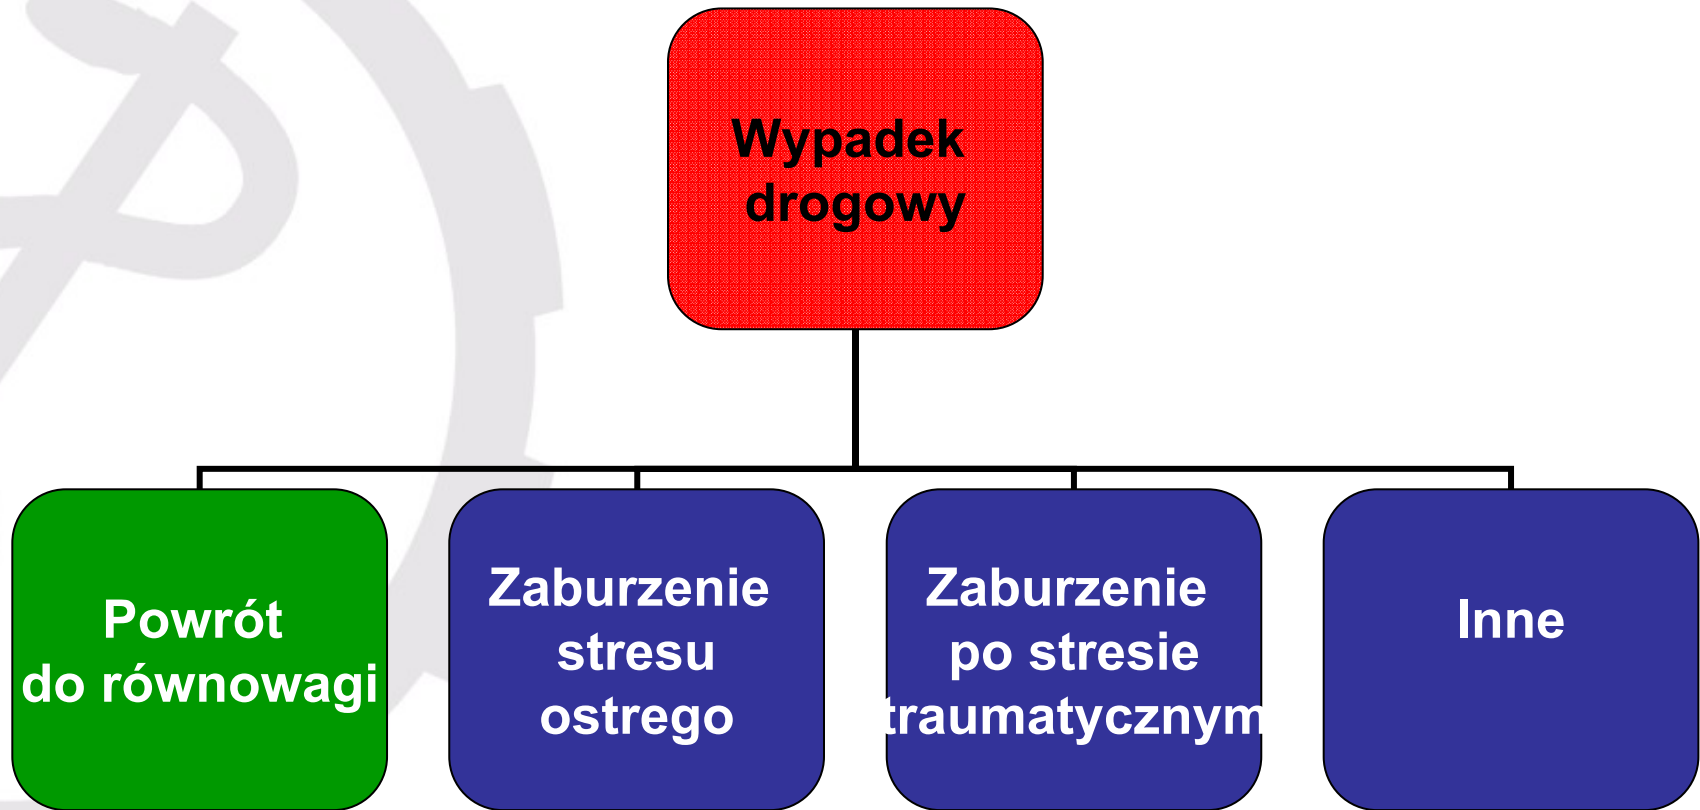 Wypadek
drogowy
Powrót
do równowagi
Zaburzenie
stresu
ostrego
Zaburzenie
po stresie
traumatycznym
Inne